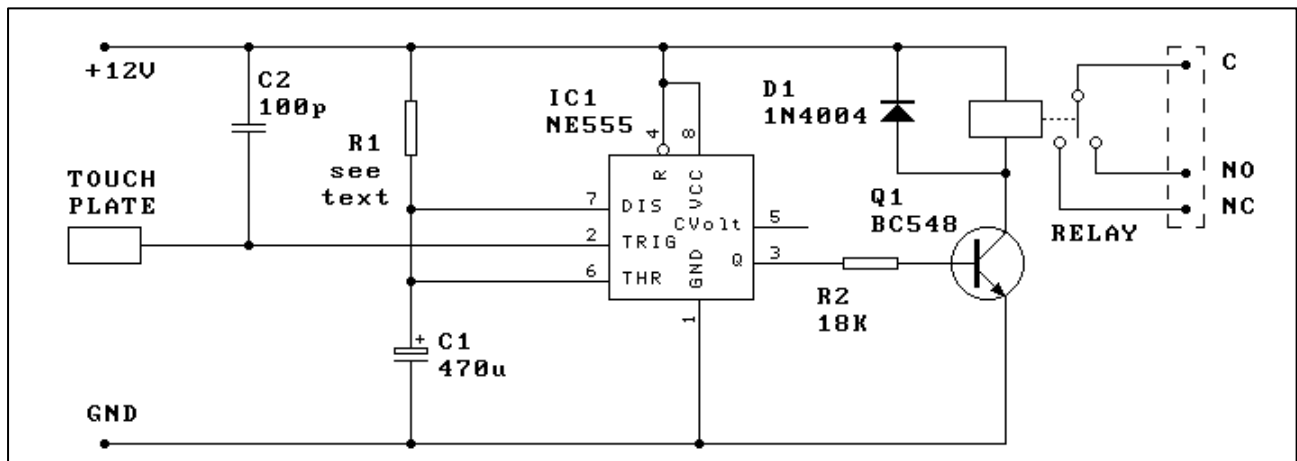 +12V
C2
100p
R1
see
text
IC1
NE555
4
8
R
VCC
D1
1N4004
C
NO
NC
RELAY
TOUCH
PLATE
7
DIS
2
TRIG
6
THR
CVolt
5
GND
Q
3
1
Q1
BC548
R2
18K
+
C1
470u
GND